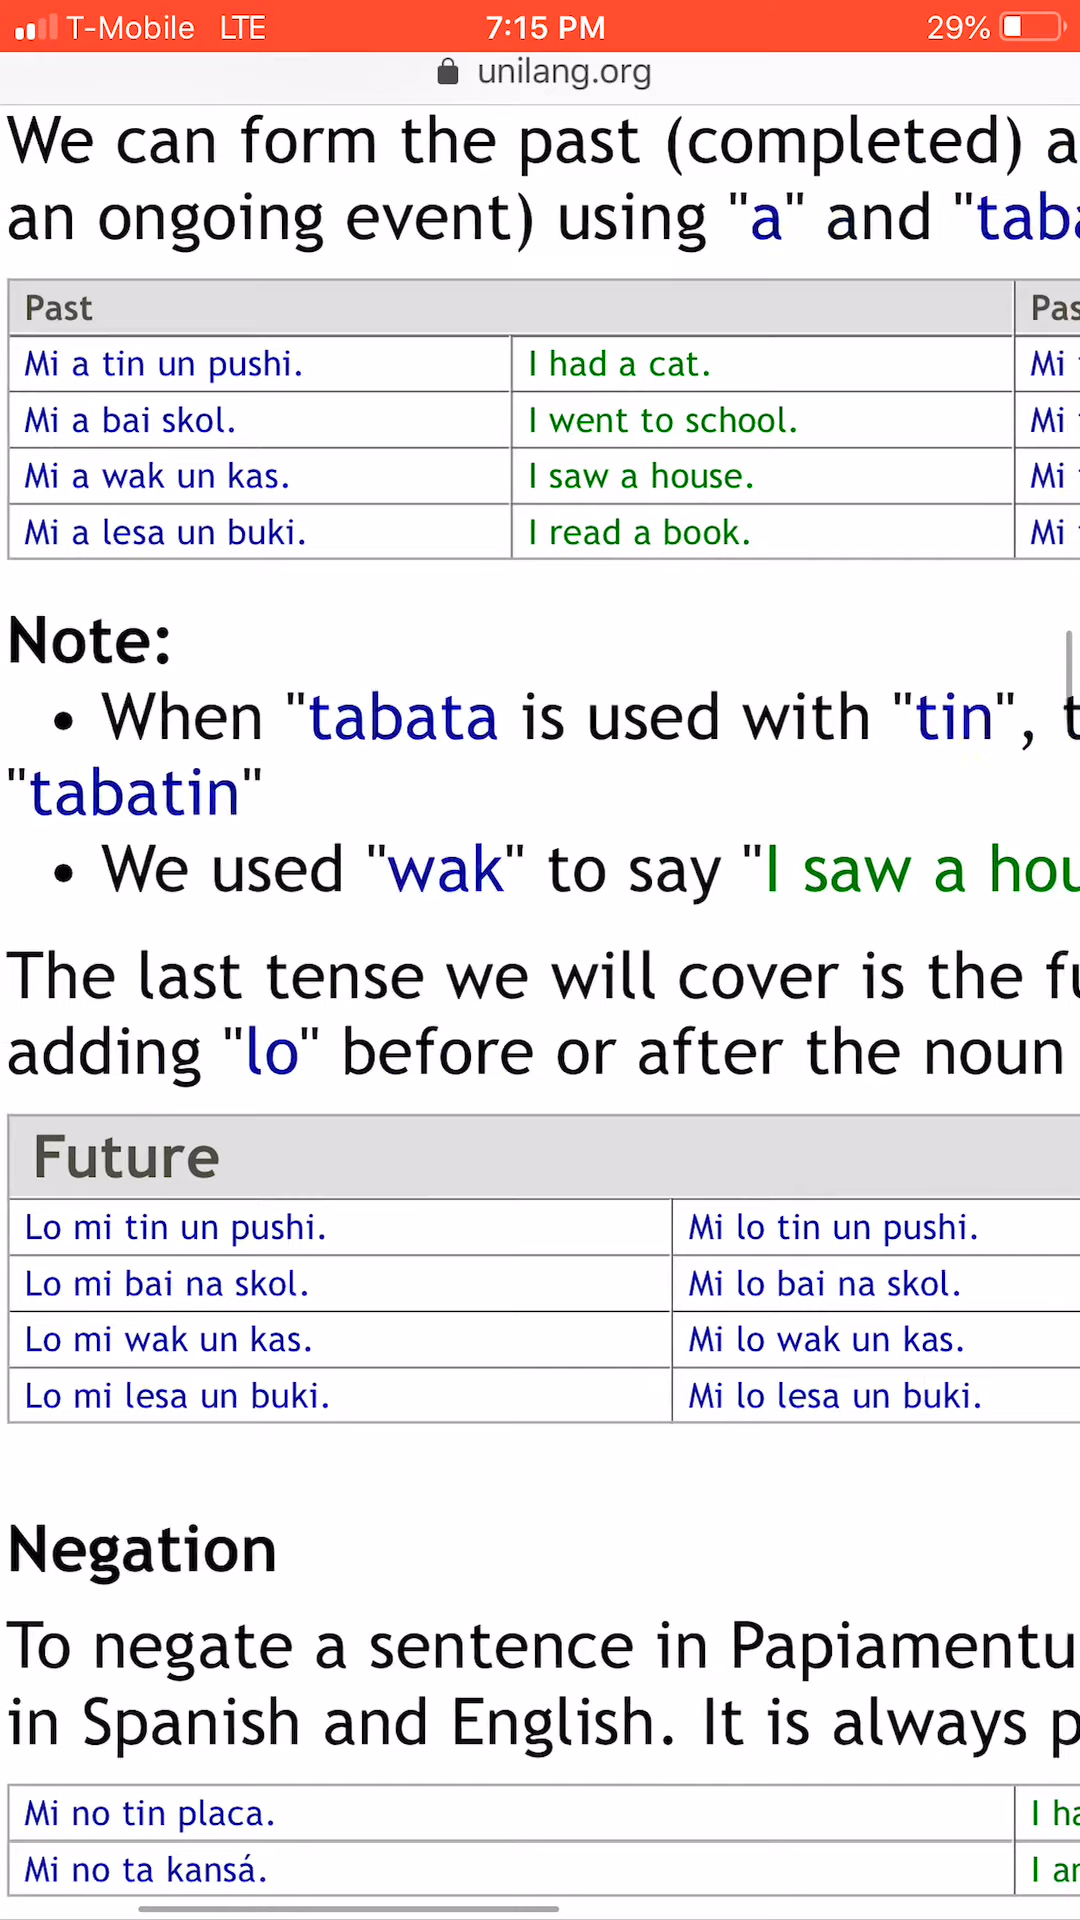 T-Mobile LTE 7:15 PM 29%
unilang.org
We can form the past (completed) a
an ongoing event) using "a" and "taba
Past Pas
Mi a tin un pushi. I had a cat. Mi
Mi a bai skol. I went to school. Mi
Mi a wak un kas. I saw a house. Mi
Mi a lesa un buki. I read a book. Mi
Note:
• When "tabata is used with "tin", t
"tabatin"
• We used "wak" to say "I saw a hou
The last tense we will cover is the fu
adding "lo" before or after the noun
Future
Lo mi tin un pushi. Mi lo tin un pushi.
Lo mi bai na skol. Mi lo bai na skol.
Lo mi wak un kas. Mi lo wak un kas.
Lo mi lesa un buki. Mi lo lesa un buki.
Negation
To negate a sentence in Papiamentu
in Spanish and English. It is always p
Mi no tin placa. I ha
Mi no ta kansá. I am